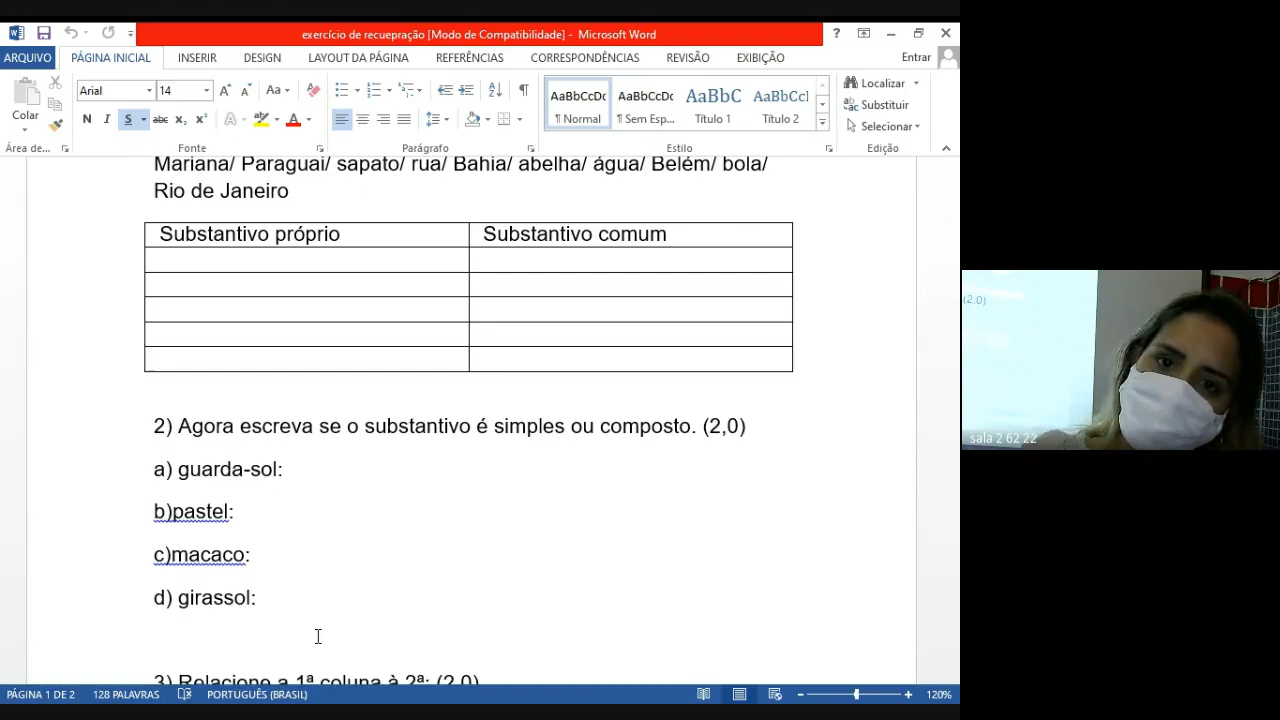 exercício de recuepração [Modo de Compatibilidade] - Microsoft Word
ARQUIVO PÁGINA INICIAL INSERIR DESIGN LAYOUT DA PÁGINA REFERÊNCIAS CORRESPONDÊNCIAS REVISÃO EXIBIÇÃO Entrar
Colar
Arial 14
AaBbCcDc AaBbCcDc AaBbC AaBbCcI
¶ Normal ¶ Sem Esp... Título 1 Título 2
Localizar
Substituir
Selecionar
Área de... Fonte Parágrafo Estilo Edição
Mariana/ Paraguai/ sapato/ rua/ Bahia/ abelha/ água/ Belém/ bola/
Rio de Janeiro
Substantivo próprio Substantivo comum
2) Agora escreva se o substantivo é simples ou composto. (2,0)
a) guarda-sol:
b)pastel:
c)macaco:
d) girassol:
3) Relacione a 1ª coluna à 2ª: (2,0)
PÁGINA 1 DE 2 128 PALAVRAS PORTUGUÊS (BRASIL) 120%
(2,0)
sala 2 62 22